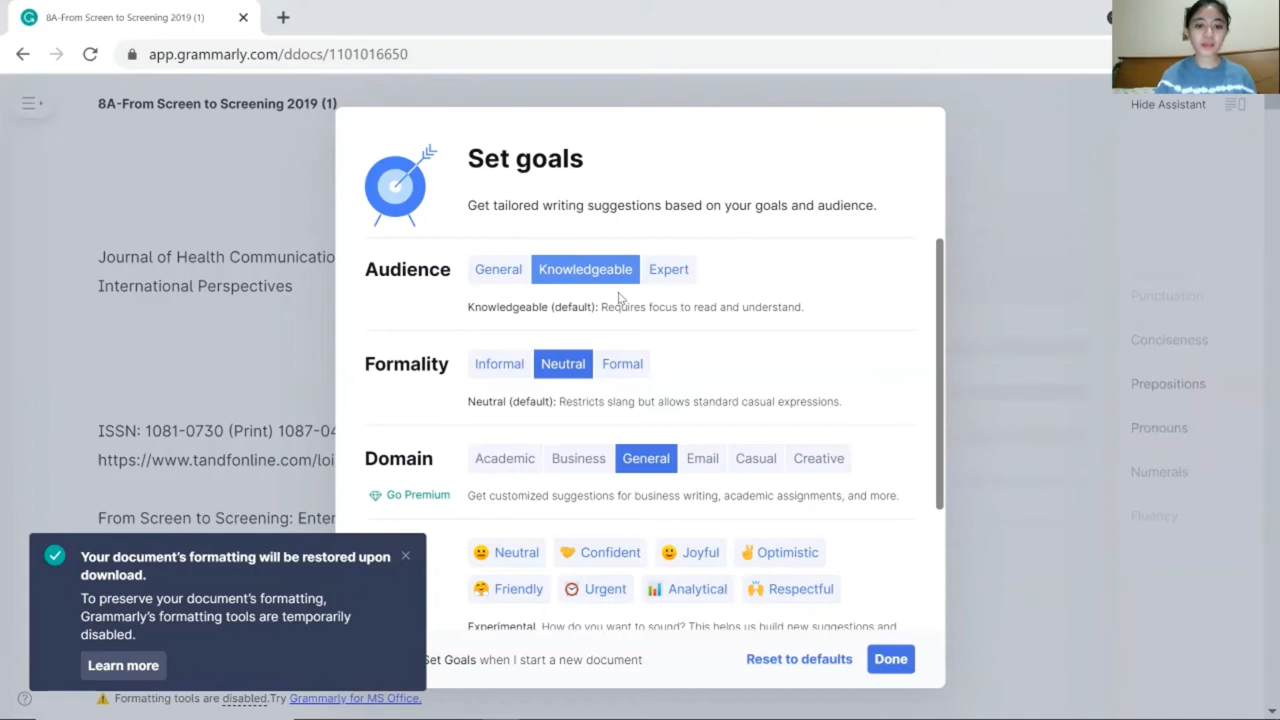 8A-From Screen to Screening 2019 (1)
app.grammarly.com/ddocs/1101016650
8A-From Screen to Screening 2019 (1)
Hide Assistant
Set goals
Get tailored writing suggestions based on your goals and audience.
Journal of Health Communicatio
International Perspectives
Audience
General Knowledgeable Expert
Knowledgeable (default): Requires focus to read and understand.
Punctuation
Conciseness
Prepositions
Pronouns
Numerals
Fluency
Formality
Informal Neutral Formal
Neutral (default): Restricts slang but allows standard casual expressions.
ISSN: 1081-0730 (Print) 1087-04
https://www.tandfonline.com/loi
Domain
Academic Business General Email Casual Creative
Go Premium
Get customized suggestions for business writing, academic assignments, and more.
From Screen to Screening: Enter
Neutral Confident Joyful Optimistic
Friendly Urgent Analytical Respectful
Experimental. How do you want to sound? This helps us build new suggestions and
Set Goals when I start a new document
Reset to defaults
Done
Your document's formatting will be restored upon
download.
To preserve your document's formatting,
Grammarly's formatting tools are temporarily
disabled.
Learn more
Formatting tools are disabled.Try Grammarly for MS Office.